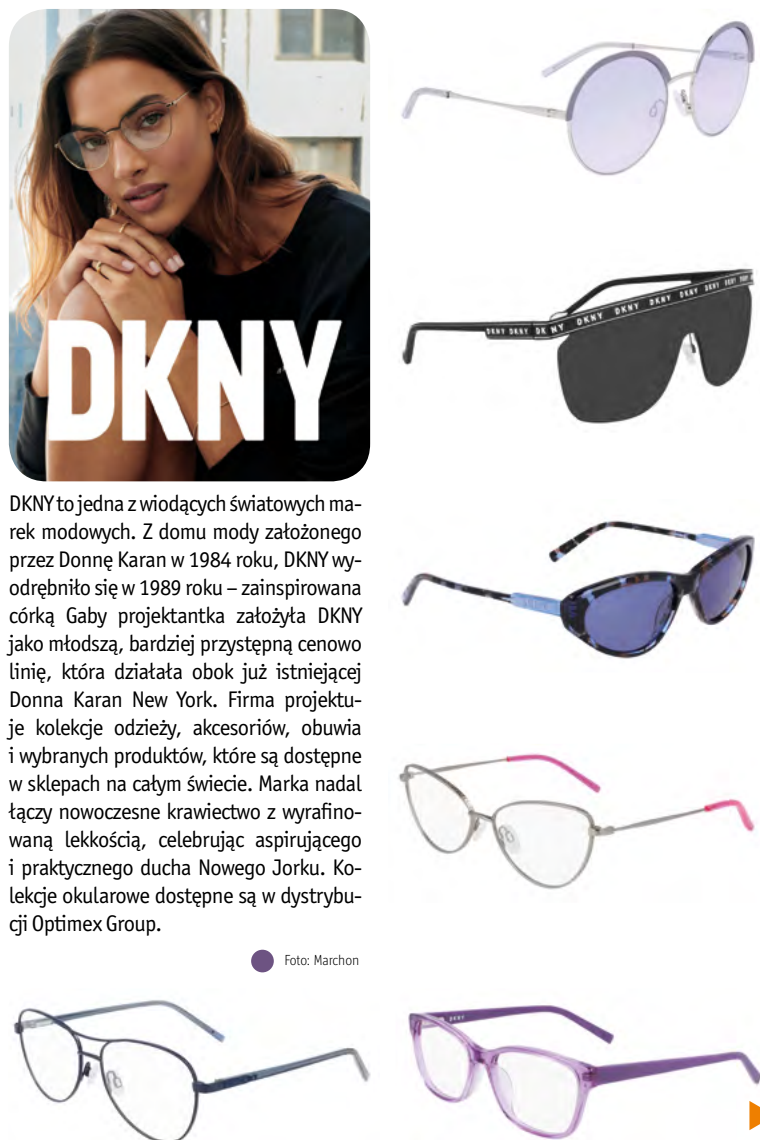 DKNY
DKNY to jedna z wiodących światowych ma-
rek modowych. Z domu mody założonego
przez Donnę Karan w 1984 roku, DKNY wy-
odrębniło się w 1989 roku – zainspirowana
córką Gaby projektantka założyła DKNY
jako młodszą, bardziej przystępną cenowo
linię, która działała obok już istniejącej
Donna Karan New York. Firma projektu-
je kolekcje odzieży, akcesoriów, obuwia
i wybranych produktów, które są dostępne
w sklepach na całym świecie. Marka nadal
łączy nowoczesne krawiectwo z wyrafino-
waną lekkością, celebrując aspirującego
i praktycznego ducha Nowego Jorku. Ko-
lekcje okularowe dostępne są w dystrybu-
cji Optimex Group.
Foto: Marchon
DKNY DKNY DKNY DKNY DKNY DKNY DKNY DKNY DKNY
DKNY